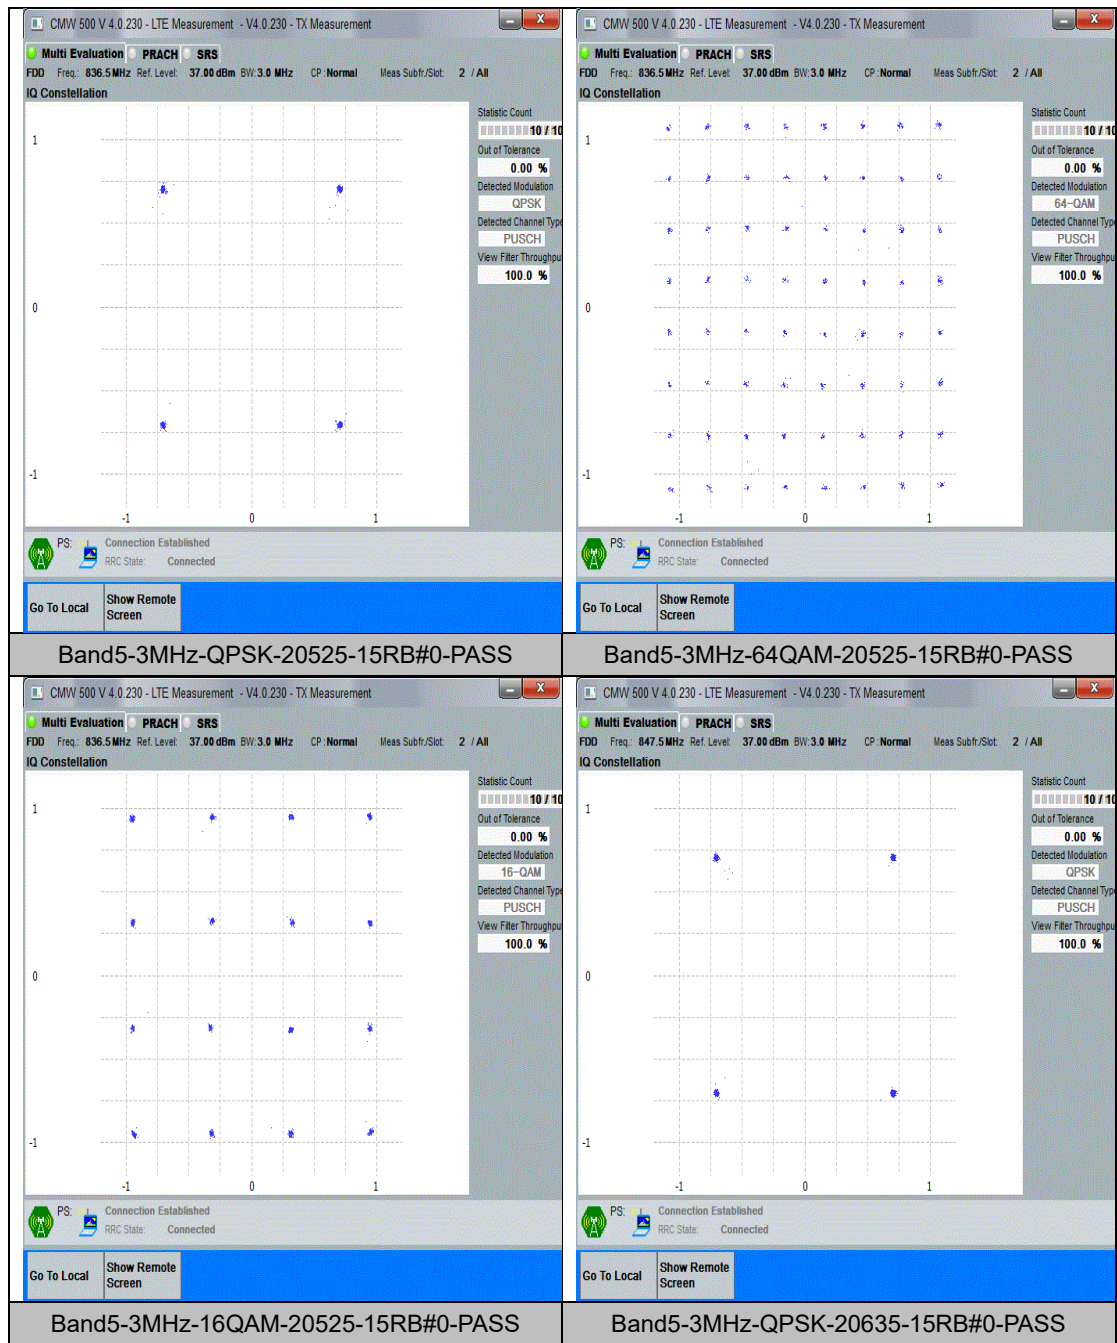 CMW 500 V 4.0.230 - LTE Measurement - V4.0.230 - TX Measurement
Multi Evaluation PRACH SRS
FDD Freq.: 836.5 MHz Ref. Level: 37.00 dBm BW: 3.0 MHz CP : Normal Meas Subfr./Slot: 2 / All
IQ Constellation
Statistic Count
10 / 10
Out of Tolerance
0.00 %
Detected Modulation
QPSK
Detected Channel Type
PUSCH
View Filter Throughput
100.0 %
1
0
-1
-1 0 1
PS: Connection Established
RRC State: Connected
Go To Local
Show Remote
Screen
Band5-3MHz-QPSK-20525-15RB#0-PASS
CMW 500 V 4.0.230 - LTE Measurement - V4.0.230 - TX Measurement
Multi Evaluation PRACH SRS
FDD Freq.: 836.5 MHz Ref. Level: 37.00 dBm BW: 3.0 MHz CP : Normal Meas Subfr./Slot: 2 / All
IQ Constellation
Statistic Count
10 / 10
Out of Tolerance
0.00 %
Detected Modulation
64-QAM
Detected Channel Type
PUSCH
View Filter Throughpu
100.0 %
1
0
-1
-1 0 1
PS: Connection Established
RRC State: Connected
Go To Local
Show Remote
Screen
Band5-3MHz-64QAM-20525-15RB#0-PASS
CMW 500 V 4.0.230 - LTE Measurement - V4.0.230 - TX Measurement
Multi Evaluation PRACH SRS
FDD Freq.: 836.5 MHz Ref. Level: 37.00 dBm BW: 3.0 MHz CP : Normal Meas Subfr./Slot: 2 / All
IQ Constellation
Statistic Count
10 / 10
Out of Tolerance
0.00 %
Detected Modulation
16-QAM
Detected Channel Type
PUSCH
View Filter Throughput
100.0 %
1
0
-1
-1 0 1
PS: Connection Established
RRC State: Connected
Go To Local
Show Remote
Screen
Band5-3MHz-16QAM-20525-15RB#0-PASS
CMW 500 V 4.0.230 - LTE Measurement - V4.0.230 - TX Measurement
Multi Evaluation PRACH SRS
FDD Freq.: 847.5 MHz Ref. Level: 37.00 dBm BW: 3.0 MHz CP : Normal Meas Subfr./Slot: 2 / All
IQ Constellation
Statistic Count
10 / 10
Out of Tolerance
0.00 %
Detected Modulation
QPSK
Detected Channel Type
PUSCH
View Filter Throughpu
100.0 %
1
0
-1
-1 0 1
PS: Connection Established
RRC State: Connected
Go To Local
Show Remote
Screen
Band5-3MHz-QPSK-20635-15RB#0-PASS